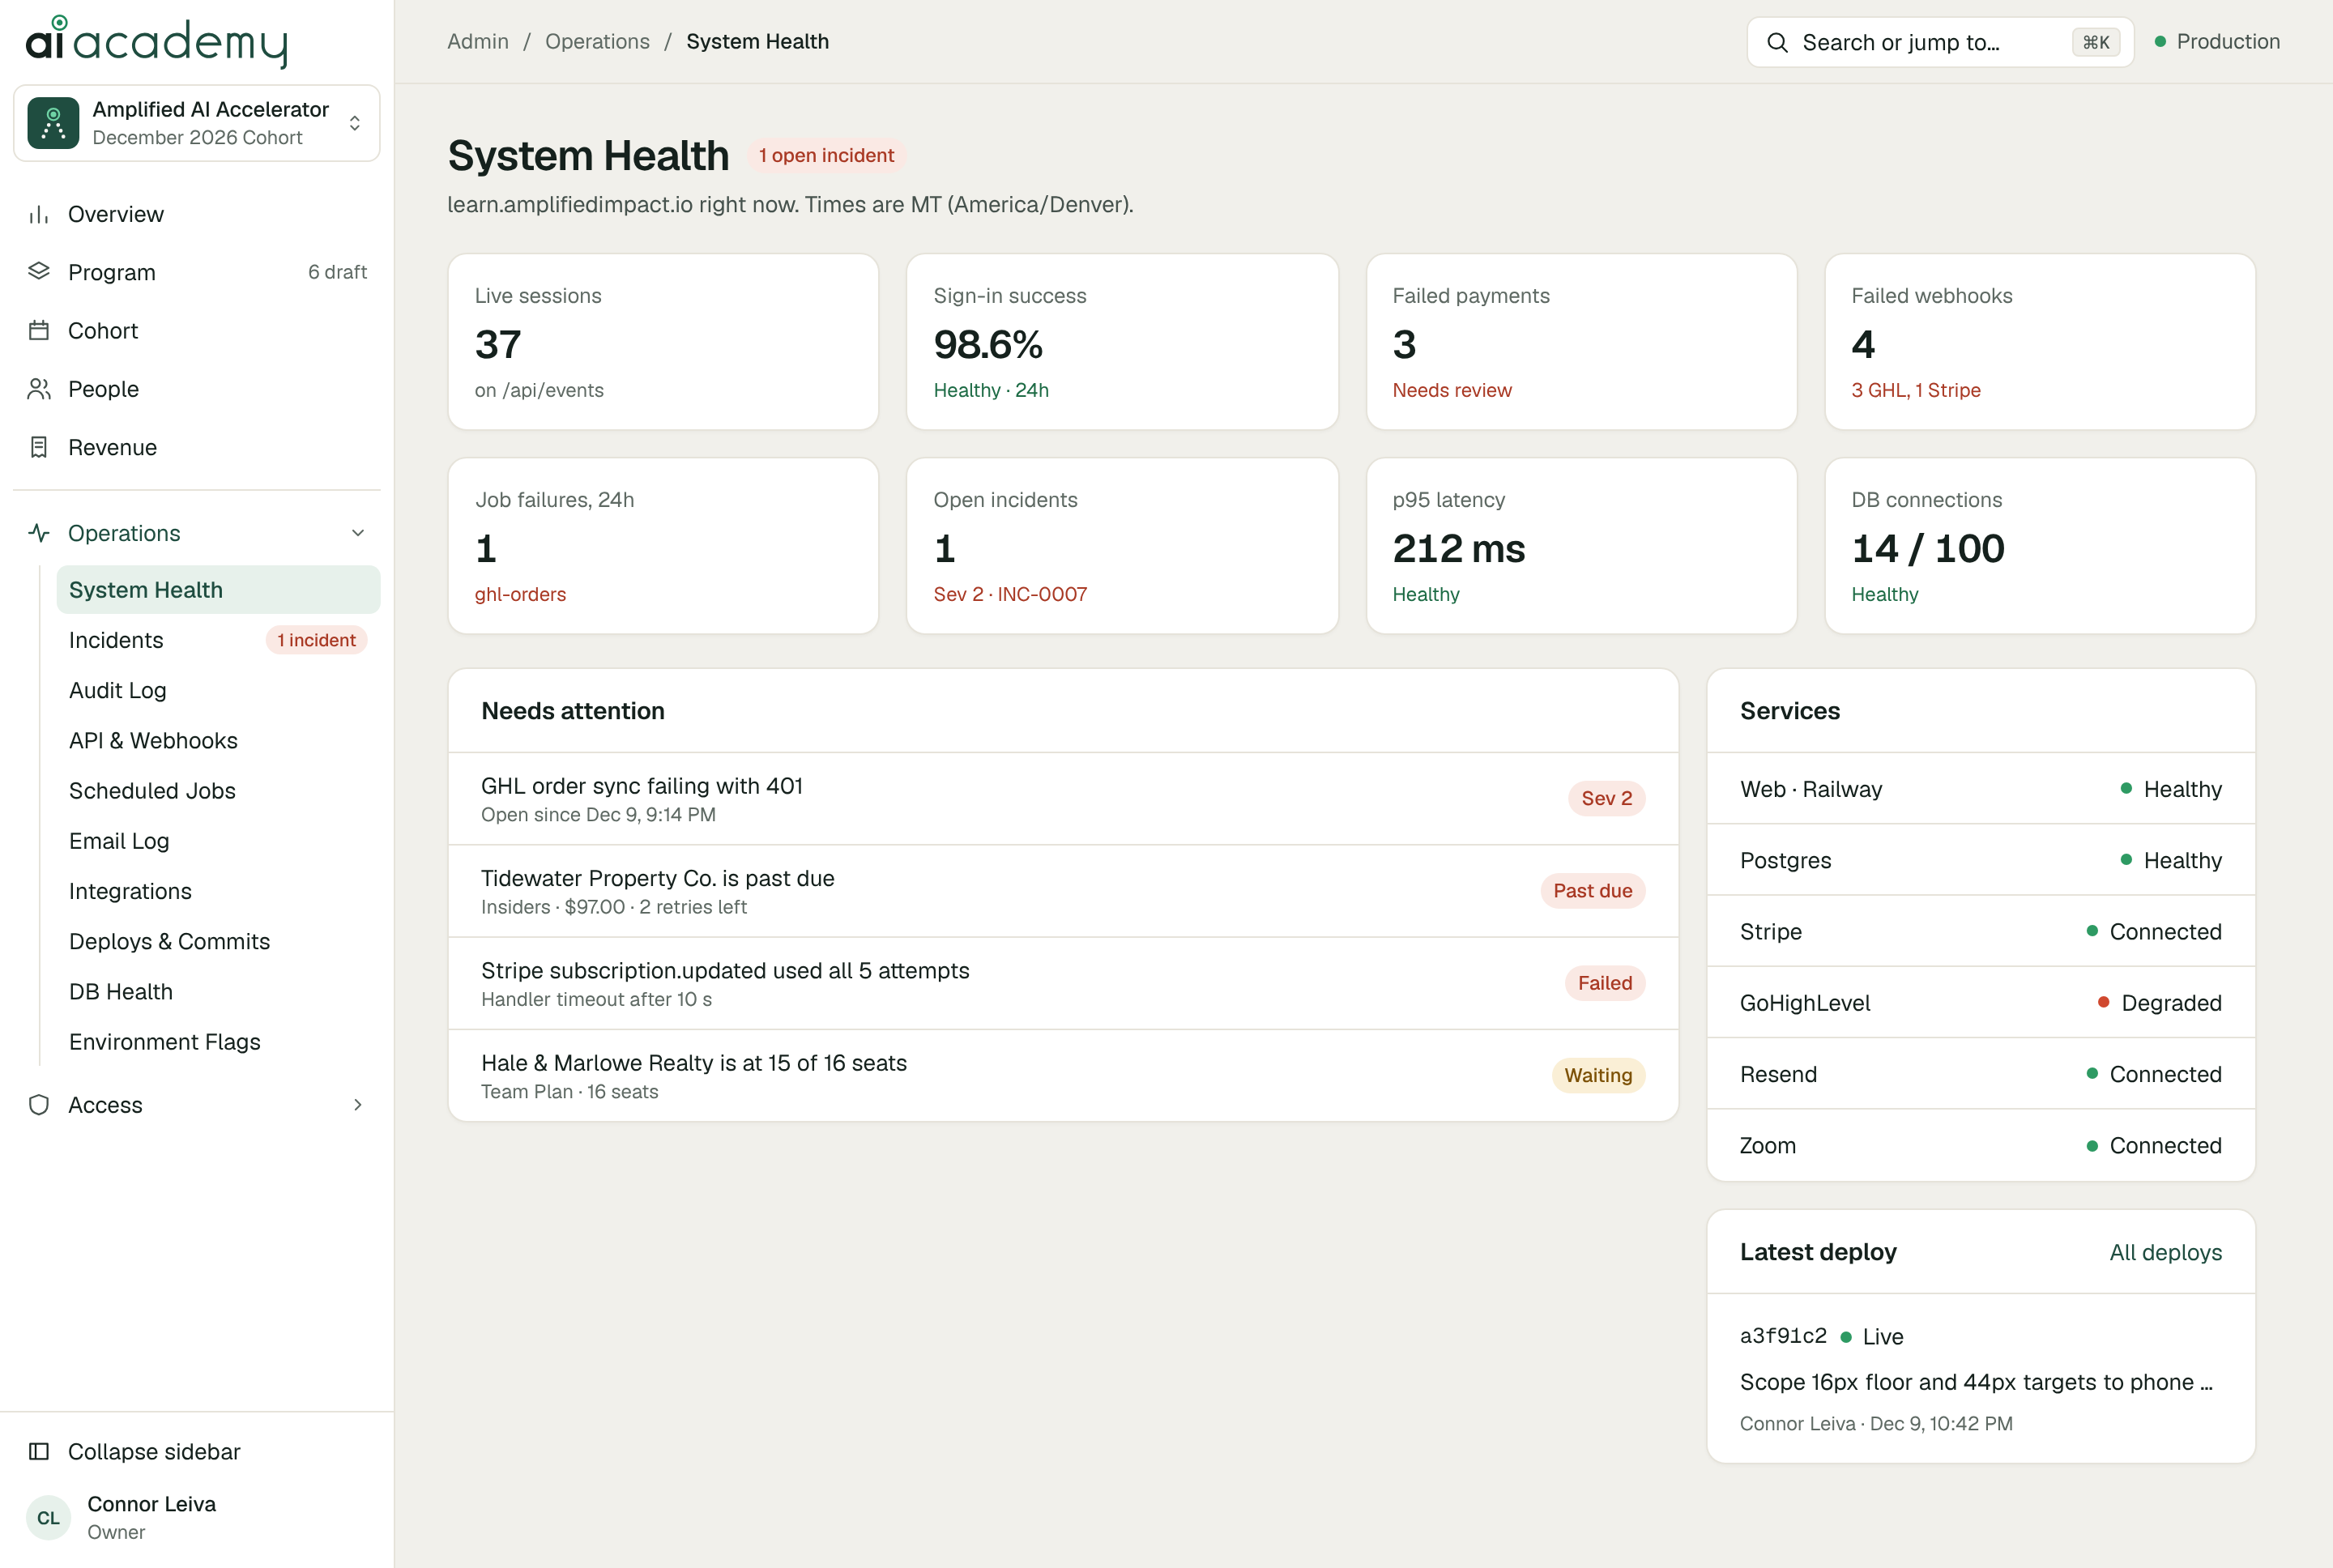 ai academy
Amplified AI Accelerator
December 2026 Cohort
Overview
Program 6 draft
Cohort
People
Revenue
Operations
System Health
Incidents 1 incident
Audit Log
API & Webhooks
Scheduled Jobs
Email Log
Integrations
Deploys & Commits
DB Health
Environment Flags
Access
Collapse sidebar
CL
Connor Leiva
Owner
Admin / Operations / System Health
Search or jump to... ⌘K
Production
System Health 1 open incident
learn.amplifiedimpact.io right now. Times are MT (America/Denver).
Live sessions
37
on /api/events
Sign-in success
98.6%
Healthy · 24h
Failed payments
3
Needs review
Failed webhooks
4
3 GHL, 1 Stripe
Job failures, 24h
1
ghl-orders
Open incidents
1
Sev 2 · INC-0007
p95 latency
212 ms
Healthy
DB connections
14 / 100
Healthy
Needs attention
GHL order sync failing with 401
Open since Dec 9, 9:14 PM
Sev 2
Tidewater Property Co. is past due
Insiders · $97.00 · 2 retries left
Past due
Stripe subscription.updated used all 5 attempts
Handler timeout after 10 s
Failed
Hale & Marlowe Realty is at 15 of 16 seats
Team Plan · 16 seats
Waiting
Services
Web · Railway Healthy
Postgres Healthy
Stripe Connected
GoHighLevel Degraded
Resend Connected
Zoom Connected
Latest deploy All deploys
a3f91c2 Live
Scope 16px floor and 44px targets to phone ...
Connor Leiva · Dec 9, 10:42 PM